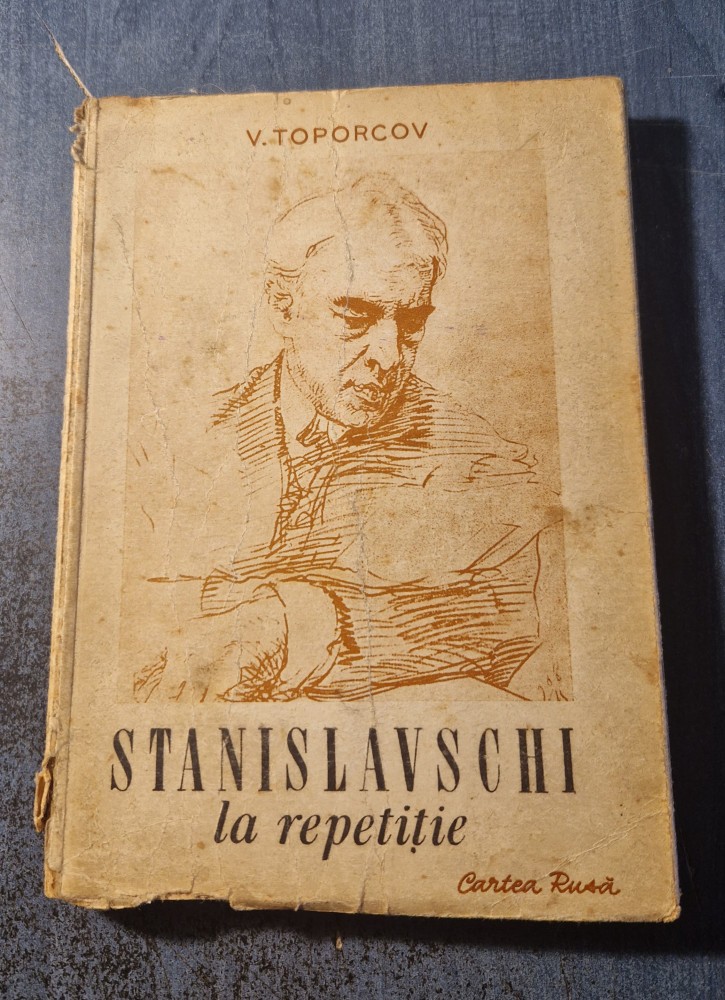 V. TOPORCOV
STANISLAVSCHI
la repetiție
Cartea Rusă